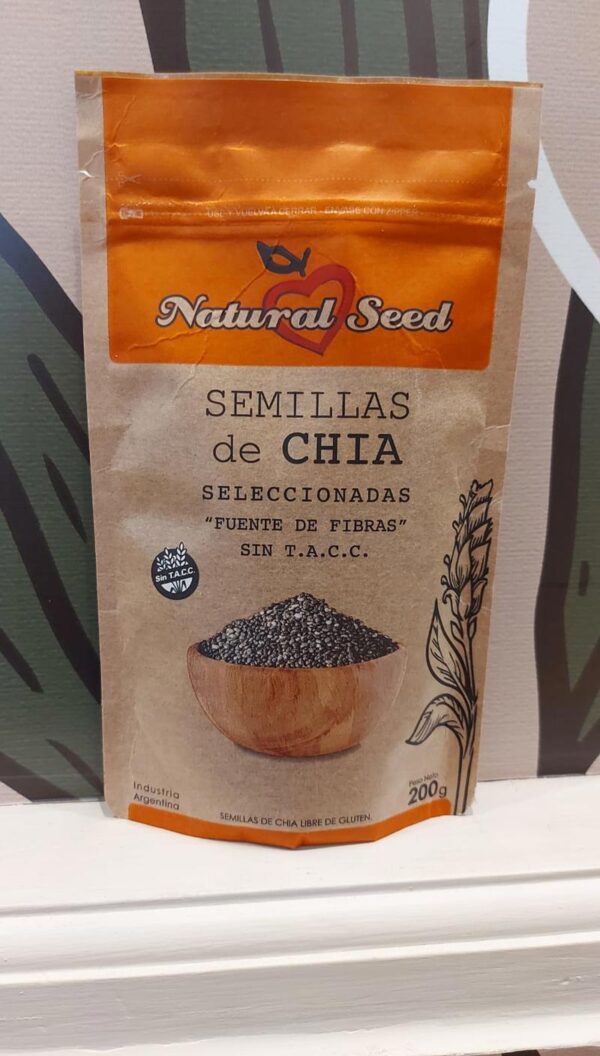 USE Y VUELVA A CERRAR - ENVASE CON ZIPPER
Natural Seed
SEMILLAS
de CHIA
SELECCIONADAS
"FUENTE DE FIBRAS"
SIN T.A.C.C.
Sin T.A.C.C.
Industria
Argentina
Peso Neto
200g
SEMILLAS DE CHIA LIBRE DE GLUTEN.